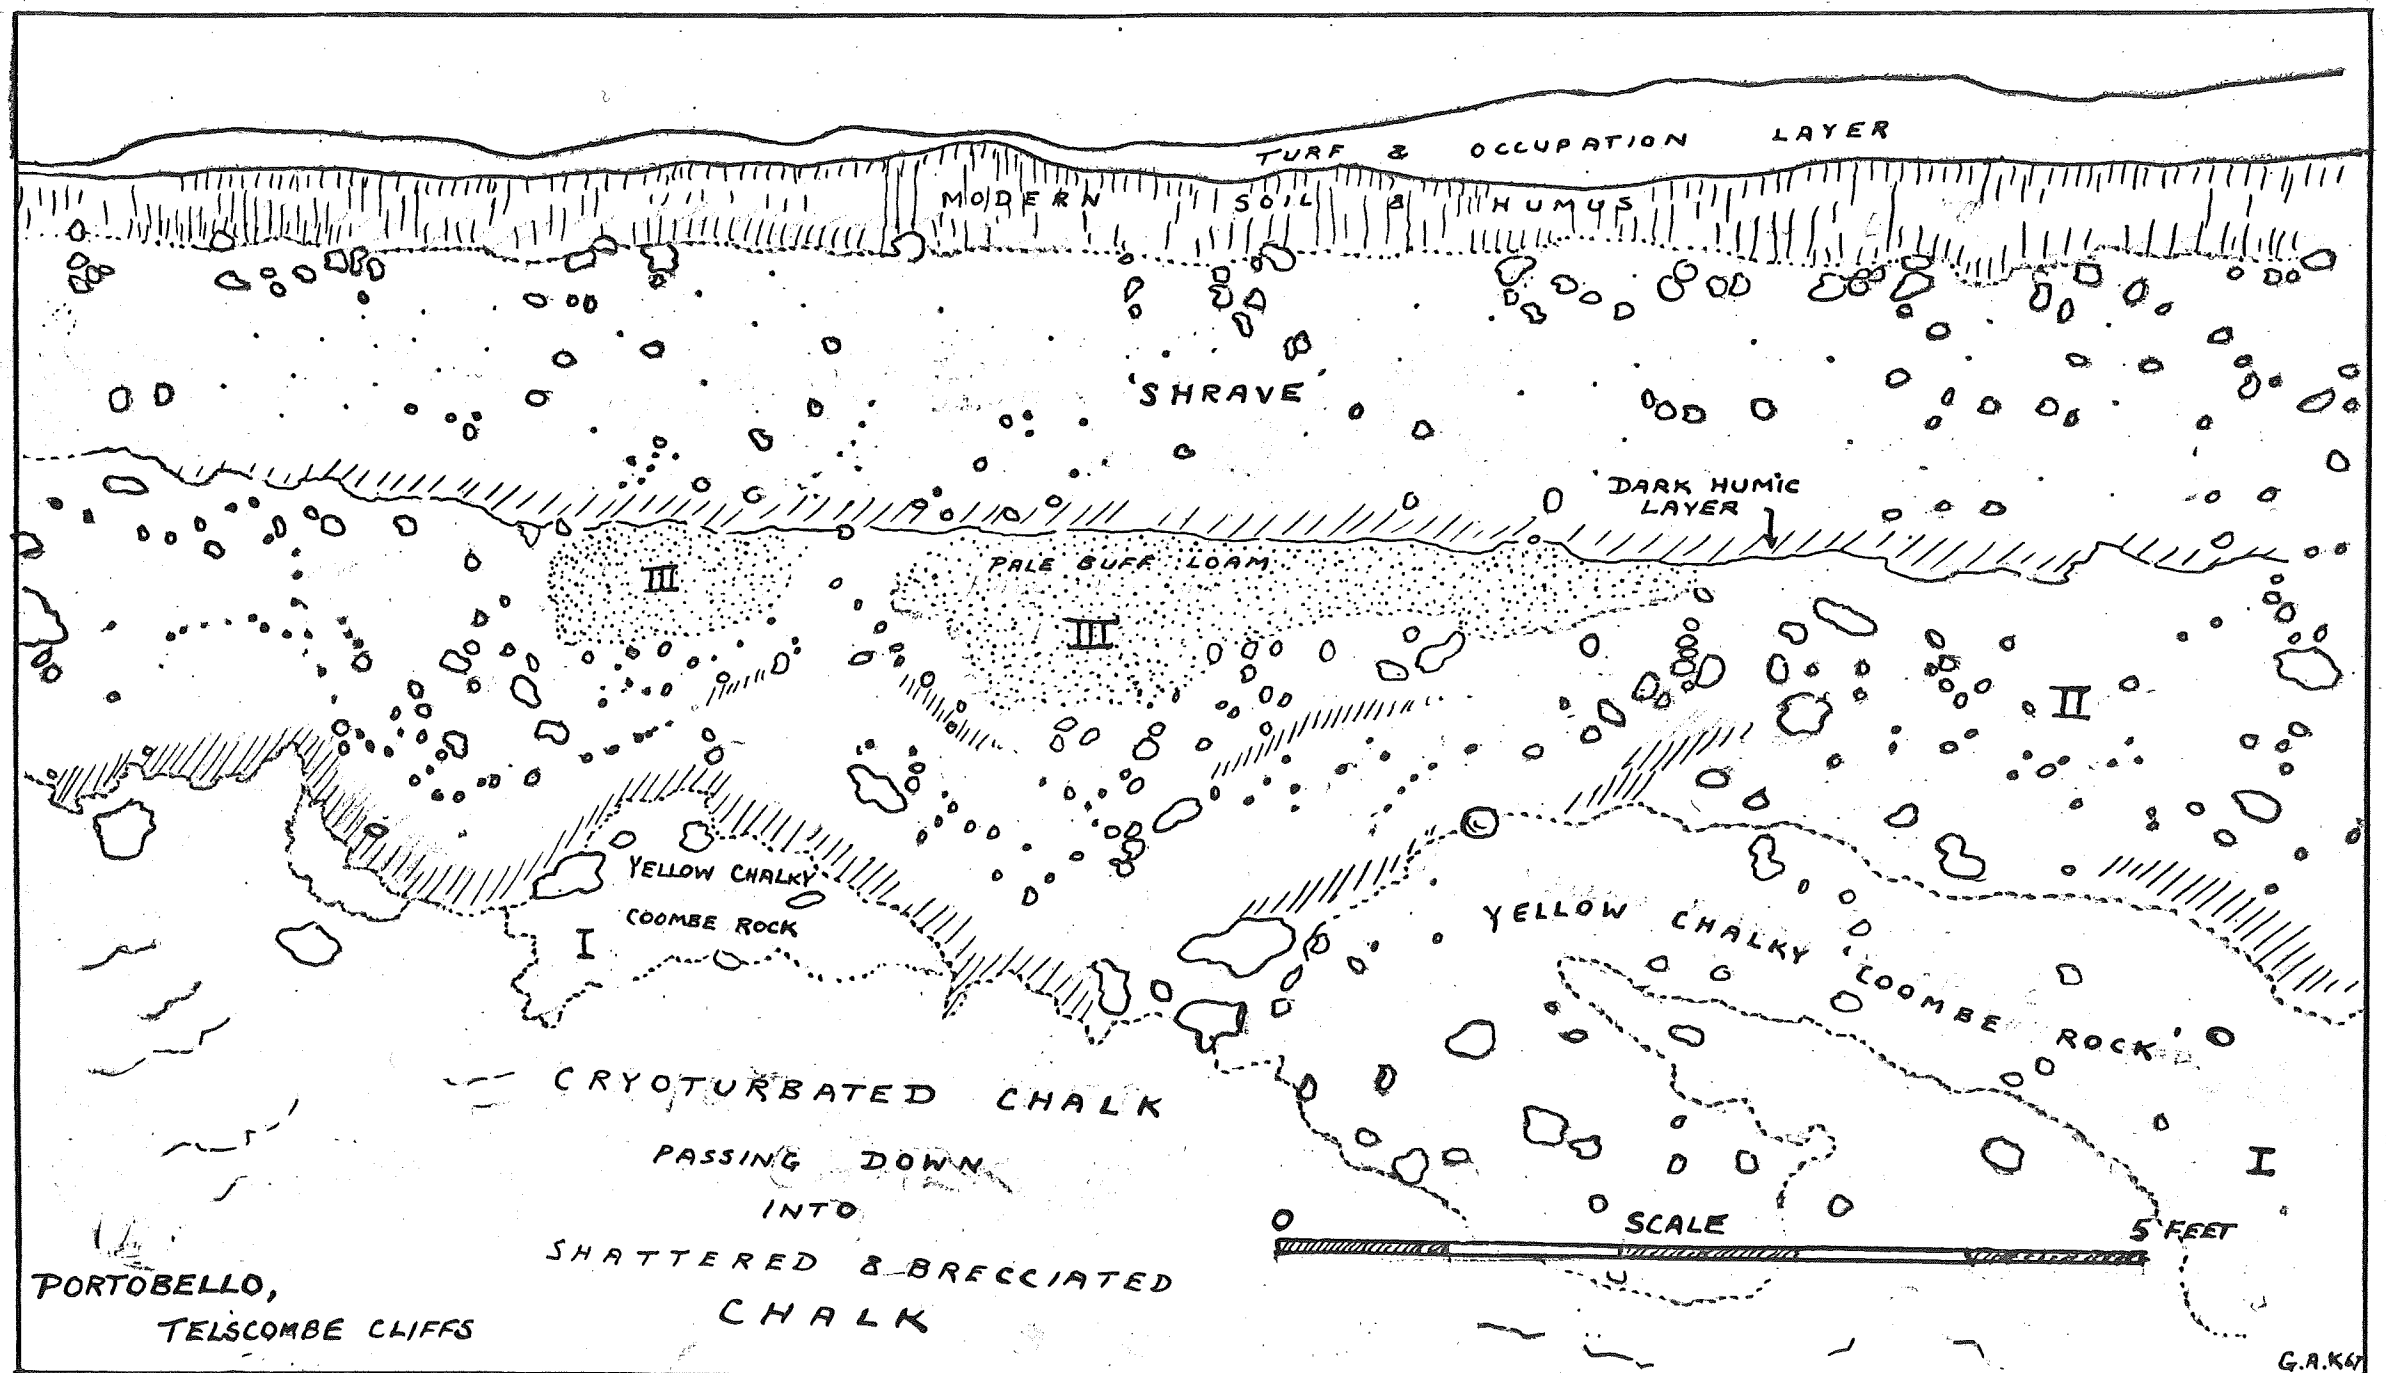 TURF & OCCUPATION LAYER
MODERN SOIL & HUMUS
'SHRAVE'
'DARK HUMIC
LAYER
PALE BUFF LOAM
III
III
II
YELLOW CHALKY
COOMBE ROCK
I
YELLOW CHALKY 'COOMBE ROCK'
CRYOTURBATED CHALK
PASSING DOWN
INTO
SHATTERED & BRECCIATED
CHALK
I
0 SCALE 5 FEET
PORTOBELLO,
TELSCOMBE CLIFFS
G.A.K 67